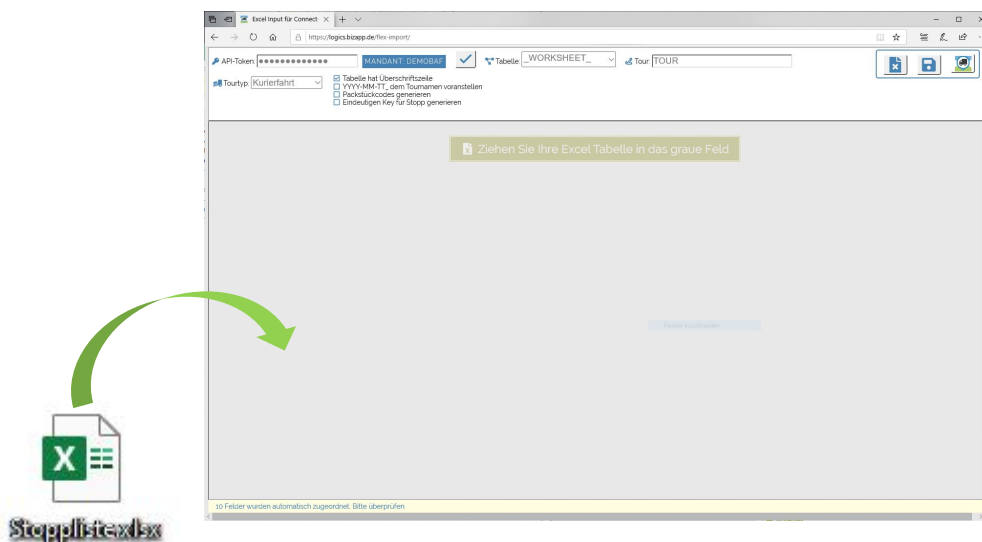 Excel Input für Connect
https://logics.bizapp.de/flex-import/
API-Token: MANDANT DEMOBAF Tabelle: _WORKSHEET_ Tour: TOUR
Tourtyp: Kurierfahrt
Tabelle hat Überschriftszeile
YYYY-MM-TT_ dem Tournamen voranstellen
Packstückcodes generieren
Eindeutigen Key für Stopp generieren
Ziehen Sie Ihre Excel Tabelle in das graue Feld
10 Felder wurden automatisch zugeordnet. Bitte überprüfen
X
Stoppliste.xlsx